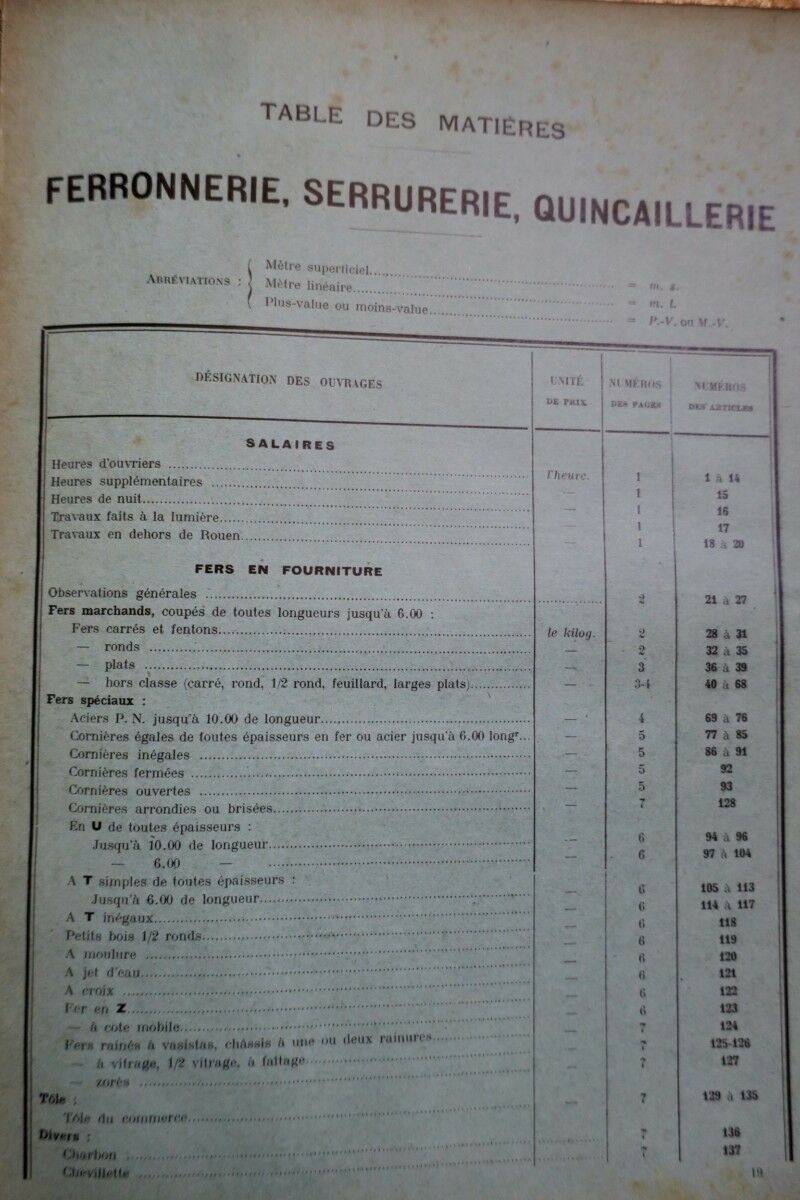 TABLE DES MATIÈRES
FERRONNERIE, SERRURERIE, QUINCAILLERIE
ABRÉVIATIONS : { Mètre superficiel........ = m. s.
Mètre linéaire........ = m. l.
Plus-value ou moins-value........ = P.-V. ou M.-V.
DÉSIGNATION DES OUVRAGES UNITÉ DE PRIX NUMÉROS DES PAGES NUMÉROS DES ARTICLES
SALAIRES
Heures d'ouvriers ........ l'heure. 1 1 à 14
Heures supplémentaires ........ — 1 15
Heures de nuit........ — 1 16
Travaux faits à la lumière........ — 1 17
Travaux en dehors de Rouen........ — 1 18 à 20
FERS EN FOURNITURE
Observations générales ........ 2 21 à 27
Fers marchands, coupés de toutes longueurs jusqu'à 6.00 :
Fers carrés et fentons........ le kilog. 2 28 à 31
— ronds ........ — 2 32 à 35
— plats ........ — 3 36 à 39
— hors classe (carré, rond, 1/2 rond, feuillard, larges plats)........ — 3-4 40 à 68
Fers spéciaux :
Aciers P. N. jusqu'à 10.00 de longueur........ — 4 69 à 76
Cornières égales de toutes épaisseurs en fer ou acier jusqu'à 6.00 longr... — 5 77 à 85
Cornières inégales ........ — 5 86 à 91
Cornières fermées ........ — 5 92
Cornières ouvertes ........ — 5 93
Cornières arrondies ou brisées........ — 7 128
En U de toutes épaisseurs :
Jusqu'à 10.00 de longueur........ — 6 94 à 96
— 6.00 — ........ — 6 97 à 104
A T simples de toutes épaisseurs :
Jusqu'à 6.00 de longueur........ — 6 105 à 113
A T inégaux........ — 6 114 à 117
Petits bois 1/2 ronds........ — 6 118
A moulure ........ — 6 119
A jet d'eau........ — 6 120
A croix ........ — 6 121
Fer en Z........ — 6 122
— à côte mobile........ — 6 123
Fers rainés à vasistas, châssis à une ou deux rainures........ — 7 124
— à vitrage, 1/2 vitrage, à faîtage........ — 7 125-126
— zorès ........ — 7 127
Tôle :
Tôle du commerce........ — 7 129 à 135
Divers :
Charbon ........ 7 136
Chevillette ........ 7 137
19